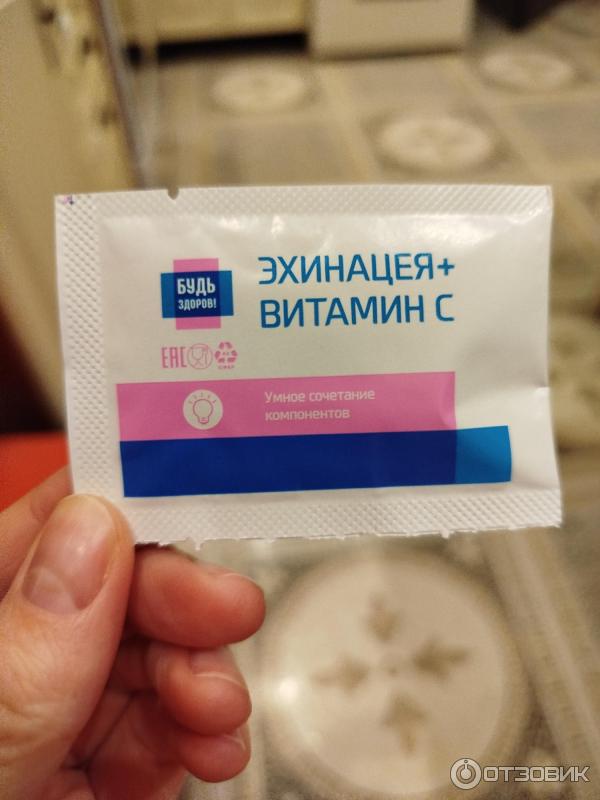 БУДЬ
ЗДОРОВ!
ЭХИНАЦЕЯ+
ВИТАМИН С
EAC
Умное сочетание
компонентов
ОТЗОВИК